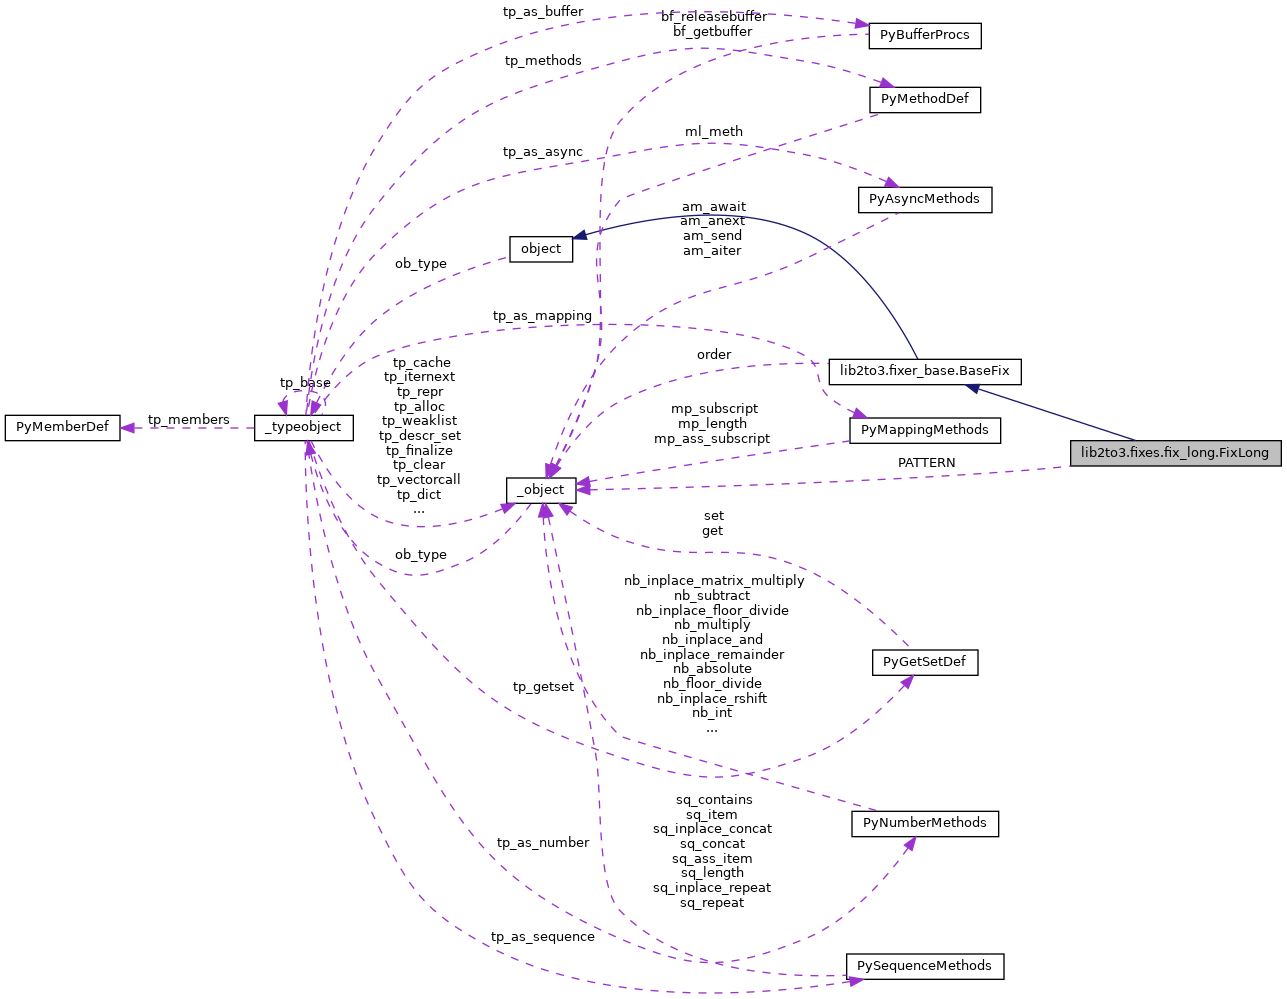 tp_as_buffer
bf_releasebuffer
bf_getbuffer
PyBufferProcs
tp_methods
PyMethodDef
ml_meth
tp_as_async
PyAsyncMethods
am_await
am_anext
am_send
am_aiter
object
ob_type
tp_as_mapping
order
lib2to3.fixer_base.BaseFix
tp_cache
tp_iternext
tp_repr
tp_alloc
tp_weaklist
tp_descr_set
tp_finalize
tp_clear
tp_vectorcall
tp_dict
...
tp_base
PyMemberDef
tp_members
_typeobject
mp_subscript
mp_length
mp_ass_subscript
PyMappingMethods
lib2to3.fixes.fix_long.FixLong
PATTERN
_object
set
get
ob_type
nb_inplace_matrix_multiply
nb_subtract
nb_inplace_floor_divide
nb_multiply
nb_inplace_and
nb_inplace_remainder
nb_absolute
nb_floor_divide
nb_inplace_rshift
nb_int
...
PyGetSetDef
tp_getset
sq_contains
sq_item
sq_inplace_concat
sq_concat
sq_ass_item
sq_length
sq_inplace_repeat
sq_repeat
PyNumberMethods
tp_as_number
tp_as_sequence
PySequenceMethods